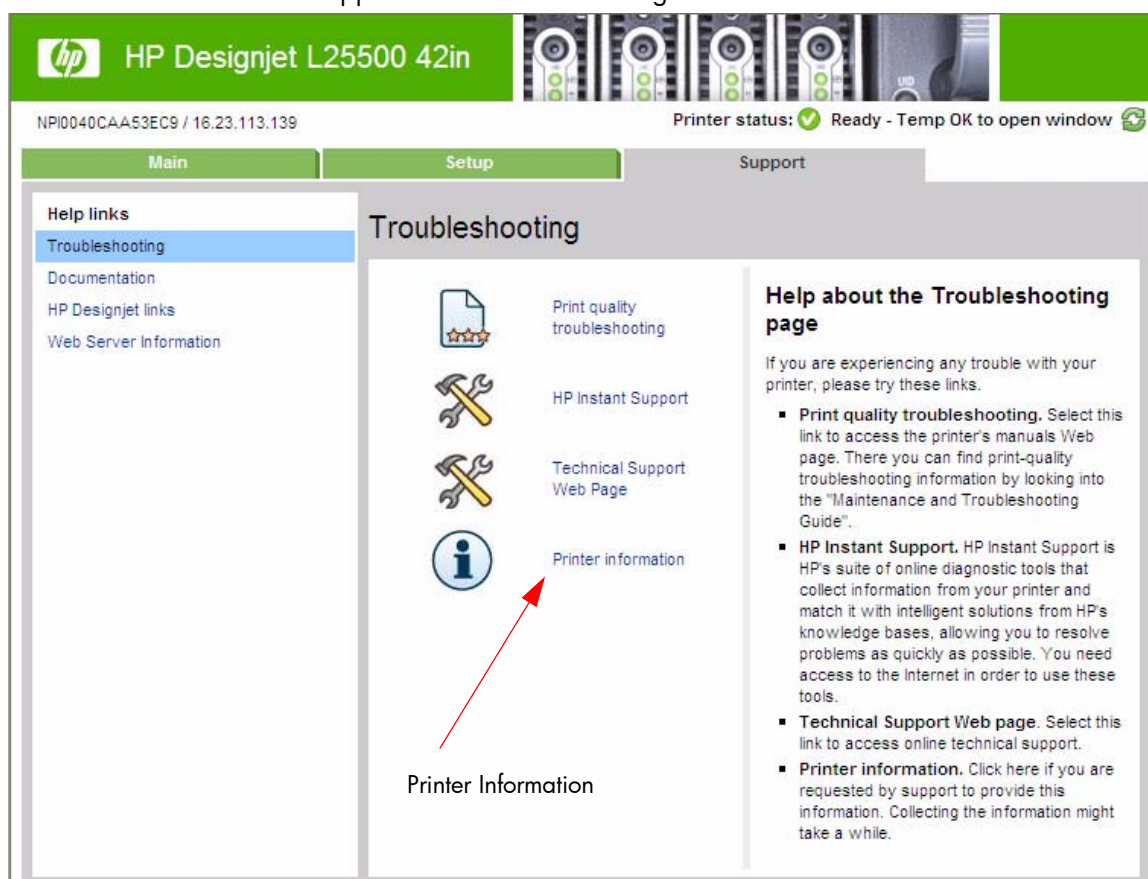 hp HP Designjet L25500 42in
UID
NPI0040CAA53EC9 / 16.23.113.139
Printer status: Ready - Temp OK to open window
Main
Setup
Support
Help links
Troubleshooting
Documentation
HP Designjet links
Web Server Information
Troubleshooting
Print quality
troubleshooting
HP Instant Support
Technical Support
Web Page
Printer information
Printer Information
Help about the Troubleshooting
page
If you are experiencing any trouble with your
printer, please try these links.
▪ Print quality troubleshooting. Select this
link to access the printer's manuals Web
page. There you can find print-quality
troubleshooting information by looking into
the "Maintenance and Troubleshooting
Guide".
▪ HP Instant Support. HP Instant Support is
HP's suite of online diagnostic tools that
collect information from your printer and
match it with intelligent solutions from HP's
knowledge bases, allowing you to resolve
problems as quickly as possible. You need
access to the Internet in order to use these
tools.
▪ Technical Support Web page. Select this
link to access online technical support.
▪ Printer information. Click here if you are
requested by support to provide this
information. Collecting the information might
take a while.